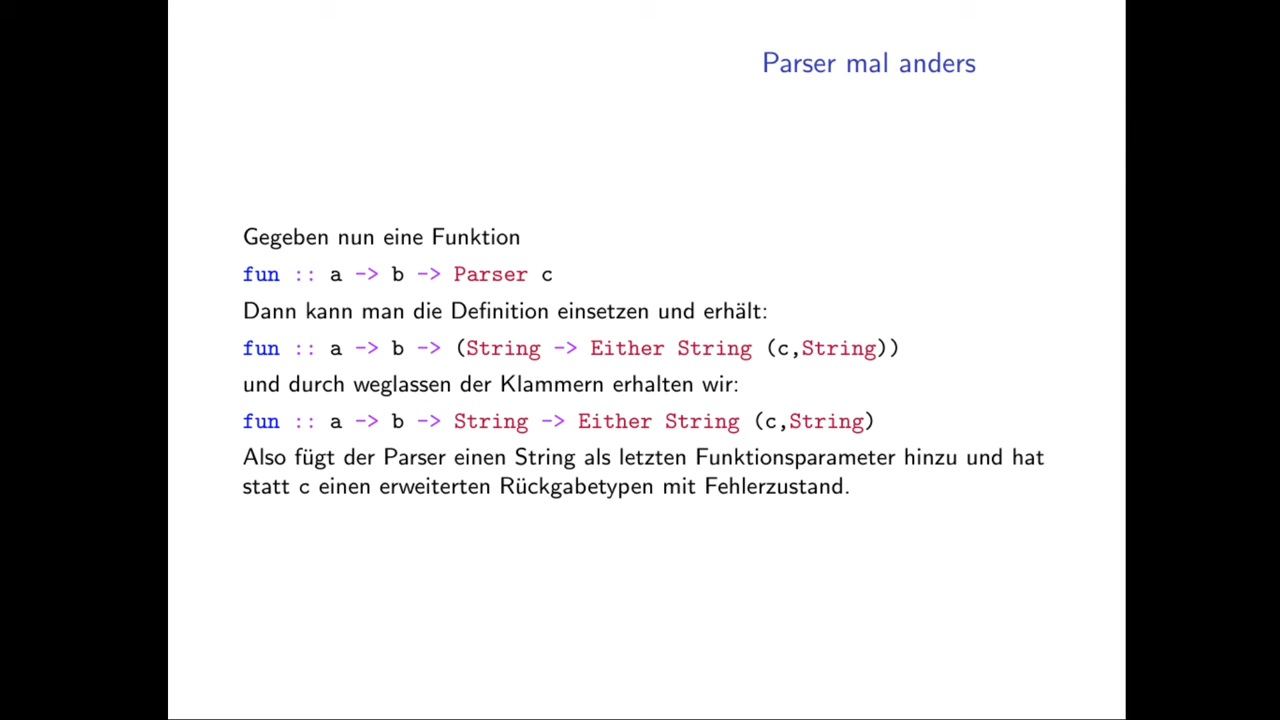 Parser mal anders
Gegeben nun eine Funktion
fun :: a -> b -> Parser c
Dann kann man die Definition einsetzen und erhält:
fun :: a -> b -> (String -> Either String (c,String))
und durch weglassen der Klammern erhalten wir:
fun :: a -> b -> String -> Either String (c,String)
Also fügt der Parser einen String als letzten Funktionsparameter hinzu und hat
statt c einen erweiterten Rückgabetypen mit Fehlerzustand.